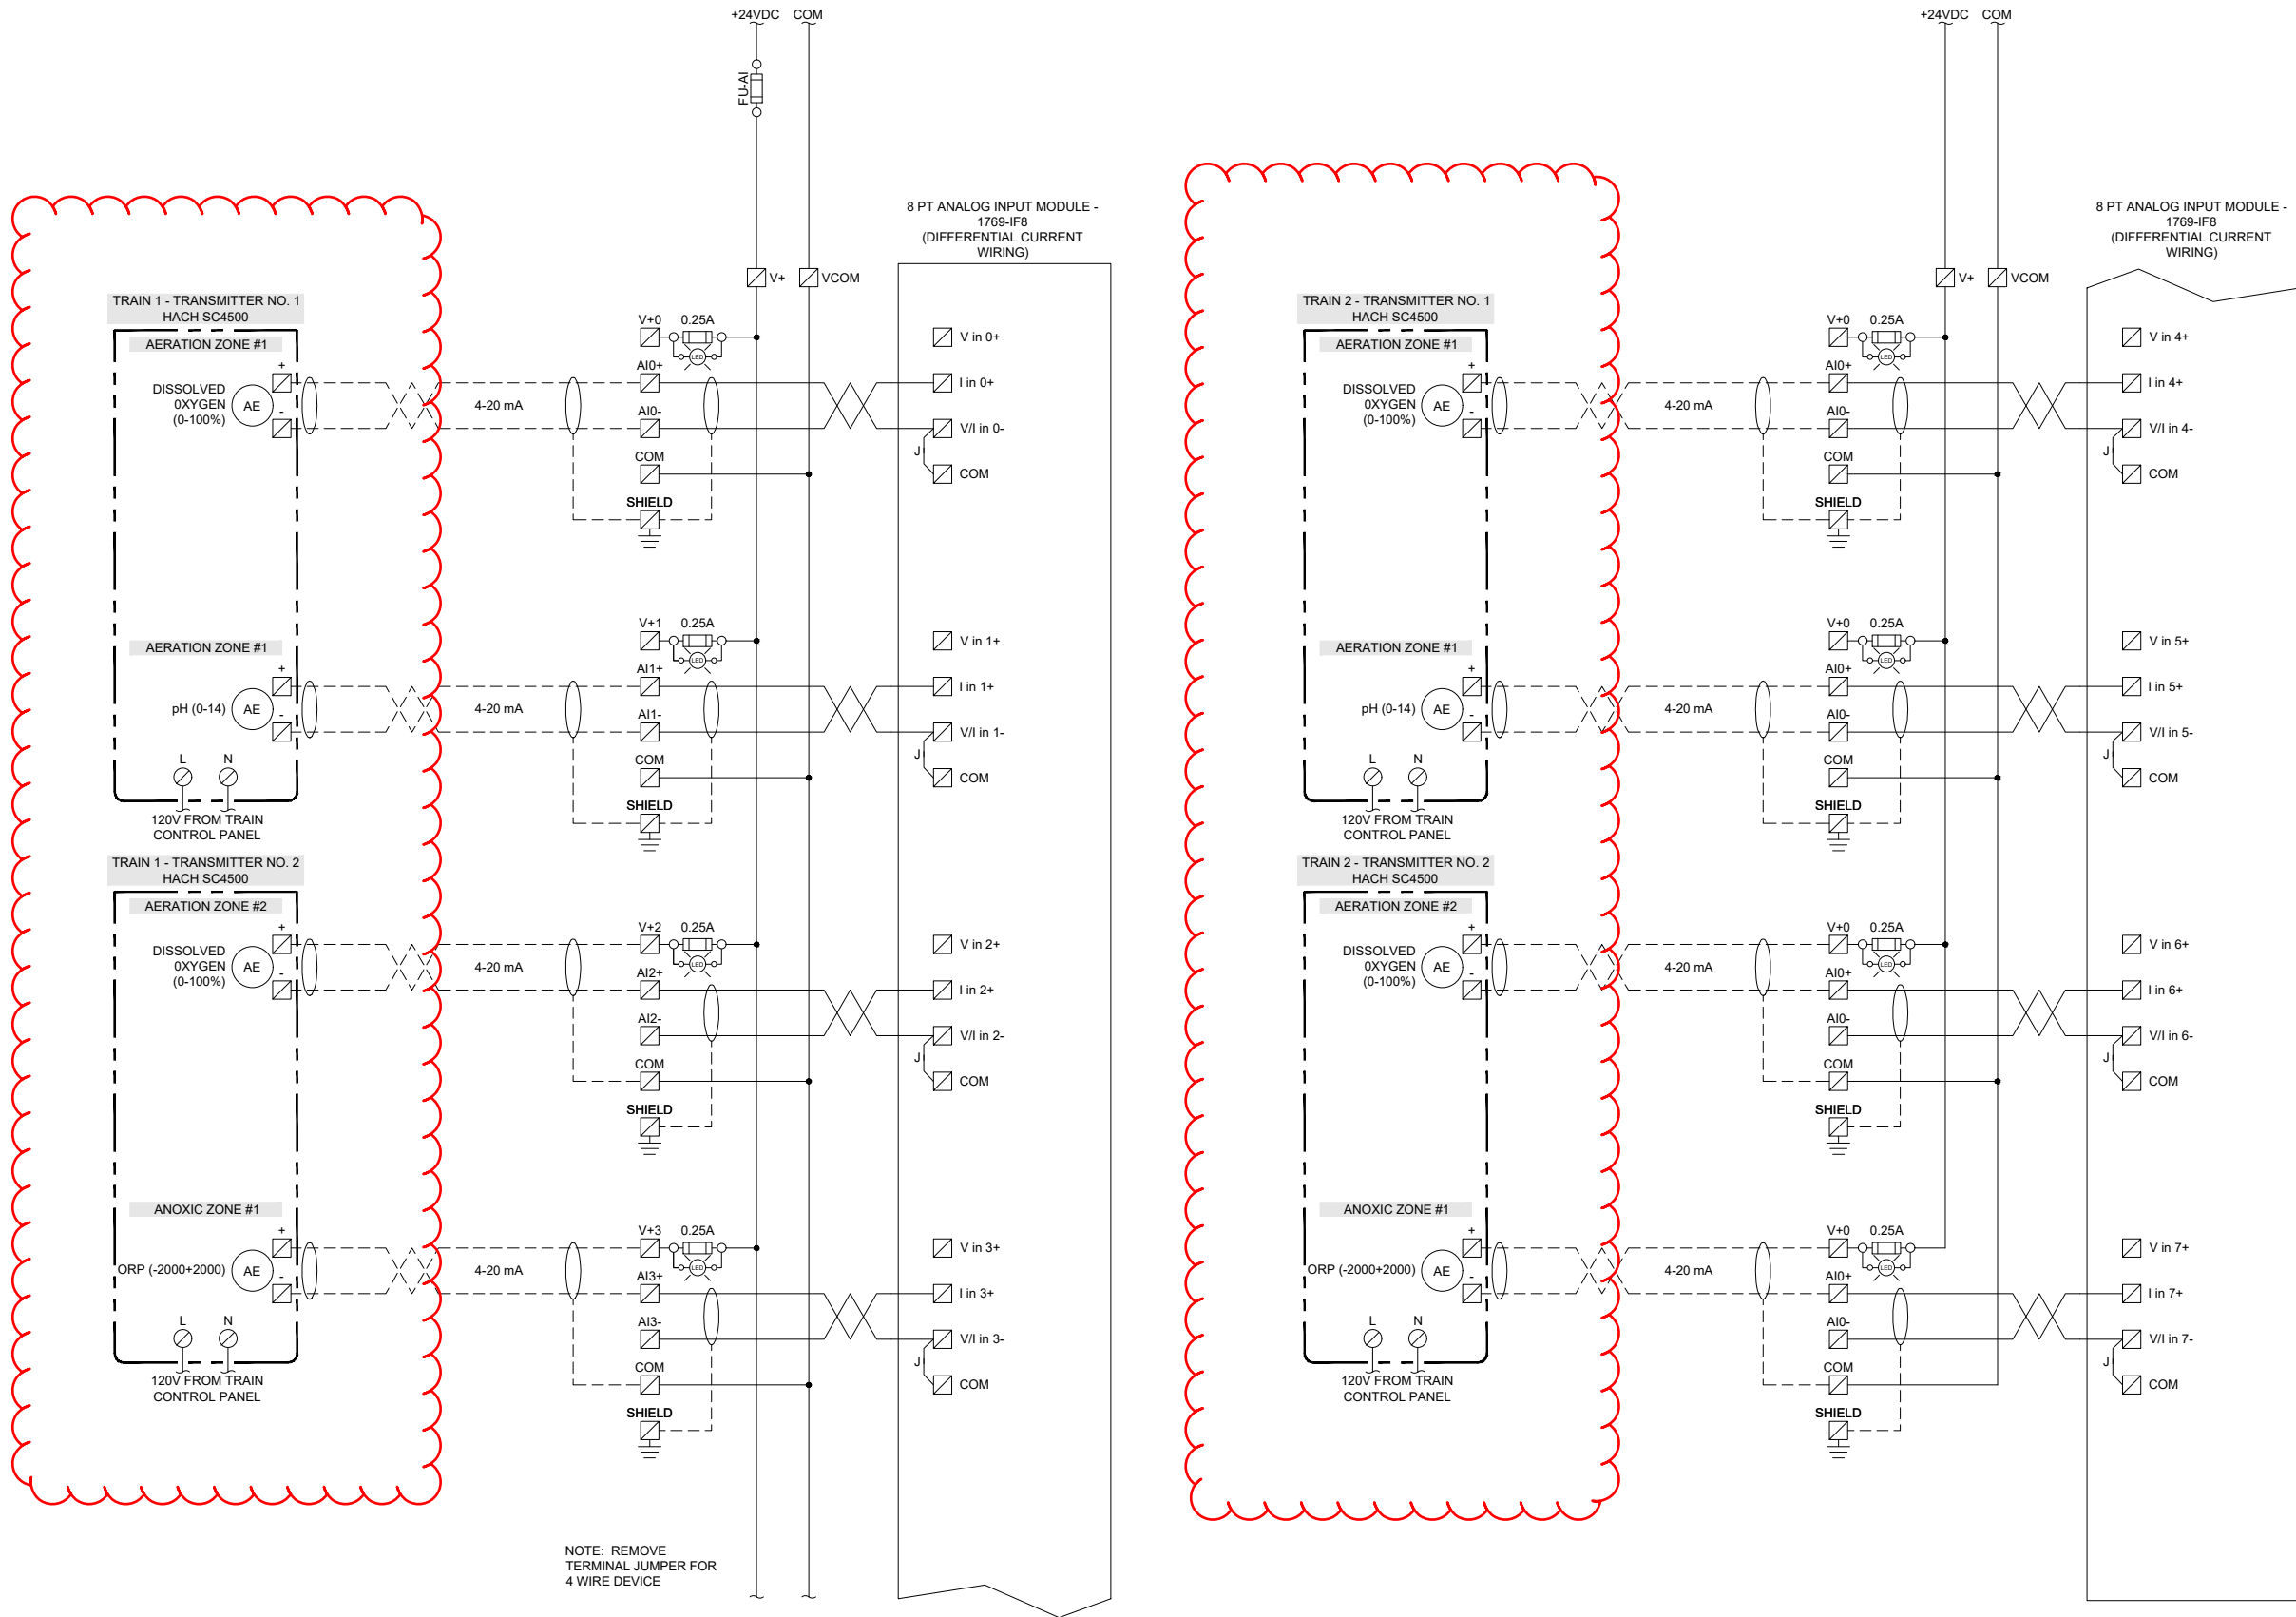 +24VDC COM
FU-AI
8 PT ANALOG INPUT MODULE -
1769-IF8
(DIFFERENTIAL CURRENT
WIRING)
V+ VCOM
TRAIN 1 - TRANSMITTER NO. 1
HACH SC4500
AERATION ZONE #1
DISSOLVED
0XYGEN
(0-100%)
AE
+
-
4-20 mA
V+0 0.25A
LED
AI0+
AI0-
COM
SHIELD
V in 0+
I in 0+
V/I in 0-
J
COM
AERATION ZONE #1
pH (0-14)
AE
+
-
4-20 mA
V+1 0.25A
LED
AI1+
AI1-
COM
SHIELD
V in 1+
I in 1+
V/I in 1-
J
COM
L N
120V FROM TRAIN
CONTROL PANEL
TRAIN 1 - TRANSMITTER NO. 2
HACH SC4500
AERATION ZONE #2
DISSOLVED
0XYGEN
(0-100%)
AE
+
-
4-20 mA
V+2 0.25A
LED
AI2+
AI2-
COM
SHIELD
V in 2+
I in 2+
V/I in 2-
J
COM
ANOXIC ZONE #1
ORP (-2000+2000)
AE
+
-
4-20 mA
V+3 0.25A
LED
AI3+
AI3-
COM
SHIELD
V in 3+
I in 3+
V/I in 3-
J
COM
L N
120V FROM TRAIN
CONTROL PANEL
NOTE: REMOVE
TERMINAL JUMPER FOR
4 WIRE DEVICE
+24VDC COM
8 PT ANALOG INPUT MODULE -
1769-IF8
(DIFFERENTIAL CURRENT
WIRING)
V+ VCOM
TRAIN 2 - TRANSMITTER NO. 1
HACH SC4500
AERATION ZONE #1
DISSOLVED
0XYGEN
(0-100%)
AE
+
-
4-20 mA
V+0 0.25A
LED
AI0+
AI0-
COM
SHIELD
V in 4+
I in 4+
V/I in 4-
J
COM
AERATION ZONE #1
pH (0-14)
AE
+
-
4-20 mA
V+0 0.25A
LED
AI0+
AI0-
COM
SHIELD
V in 5+
I in 5+
V/I in 5-
J
COM
L N
120V FROM TRAIN
CONTROL PANEL
TRAIN 2 - TRANSMITTER NO. 2
HACH SC4500
AERATION ZONE #2
DISSOLVED
0XYGEN
(0-100%)
AE
+
-
4-20 mA
V+0 0.25A
LED
AI0+
AI0-
COM
SHIELD
V in 6+
I in 6+
V/I in 6-
J
COM
ANOXIC ZONE #1
ORP (-2000+2000)
AE
+
-
4-20 mA
V+0 0.25A
LED
AI0+
AI0-
COM
SHIELD
V in 7+
I in 7+
V/I in 7-
J
COM
L N
120V FROM TRAIN
CONTROL PANEL